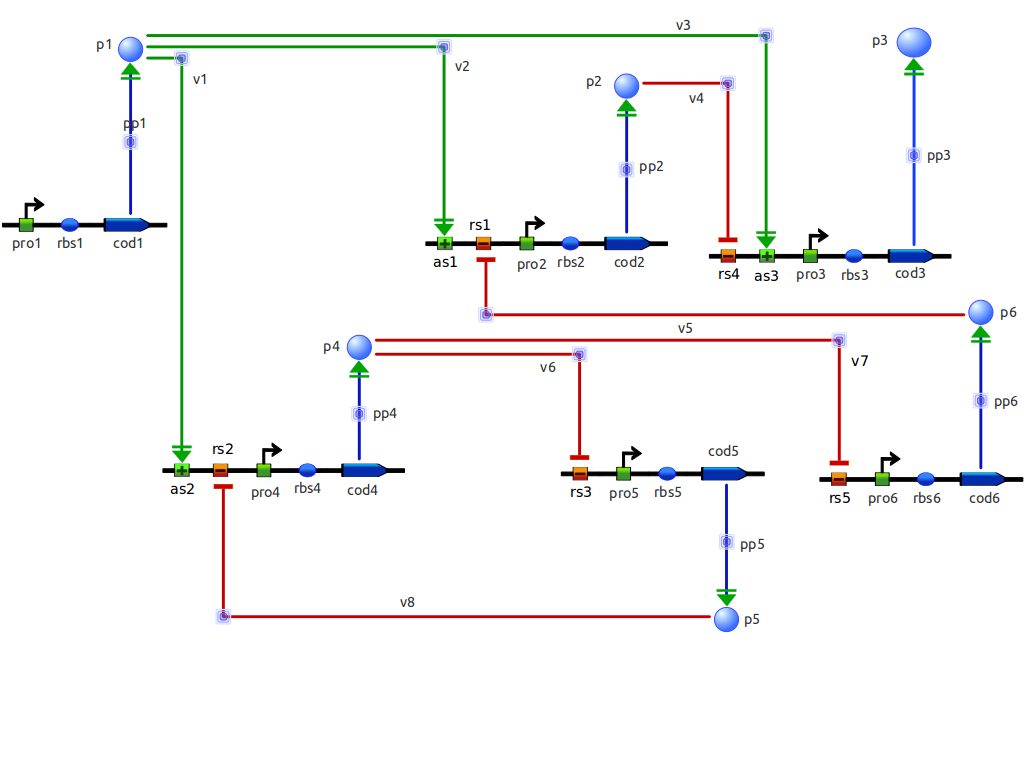 v3
p1
p3
v2
v1
p2
v4
pp1
pp3
pp2
rs1
pro1
rbs1
cod1
as1
pro2
rbs2
cod2
rs4
as3
pro3
rbs3
cod3
p6
v5
p4
v6
v7
pp6
pp4
rs2
cod5
as2
pro4
rbs4
cod4
rs3
pro5
rbs5
rs5
pro6
rbs6
cod6
pp5
v8
p5